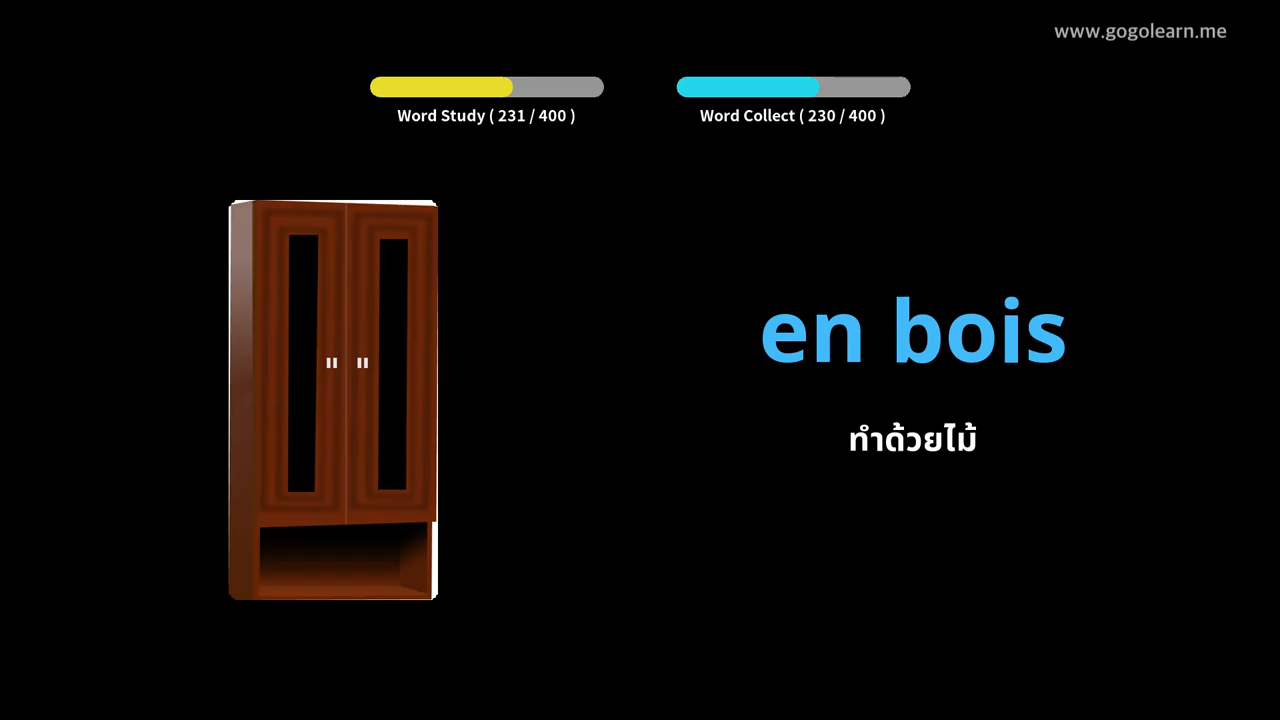 www.gogolearn.me
Word Study ( 231 / 400 )
Word Collect ( 230 / 400 )
en bois
ทำด้วยไม้